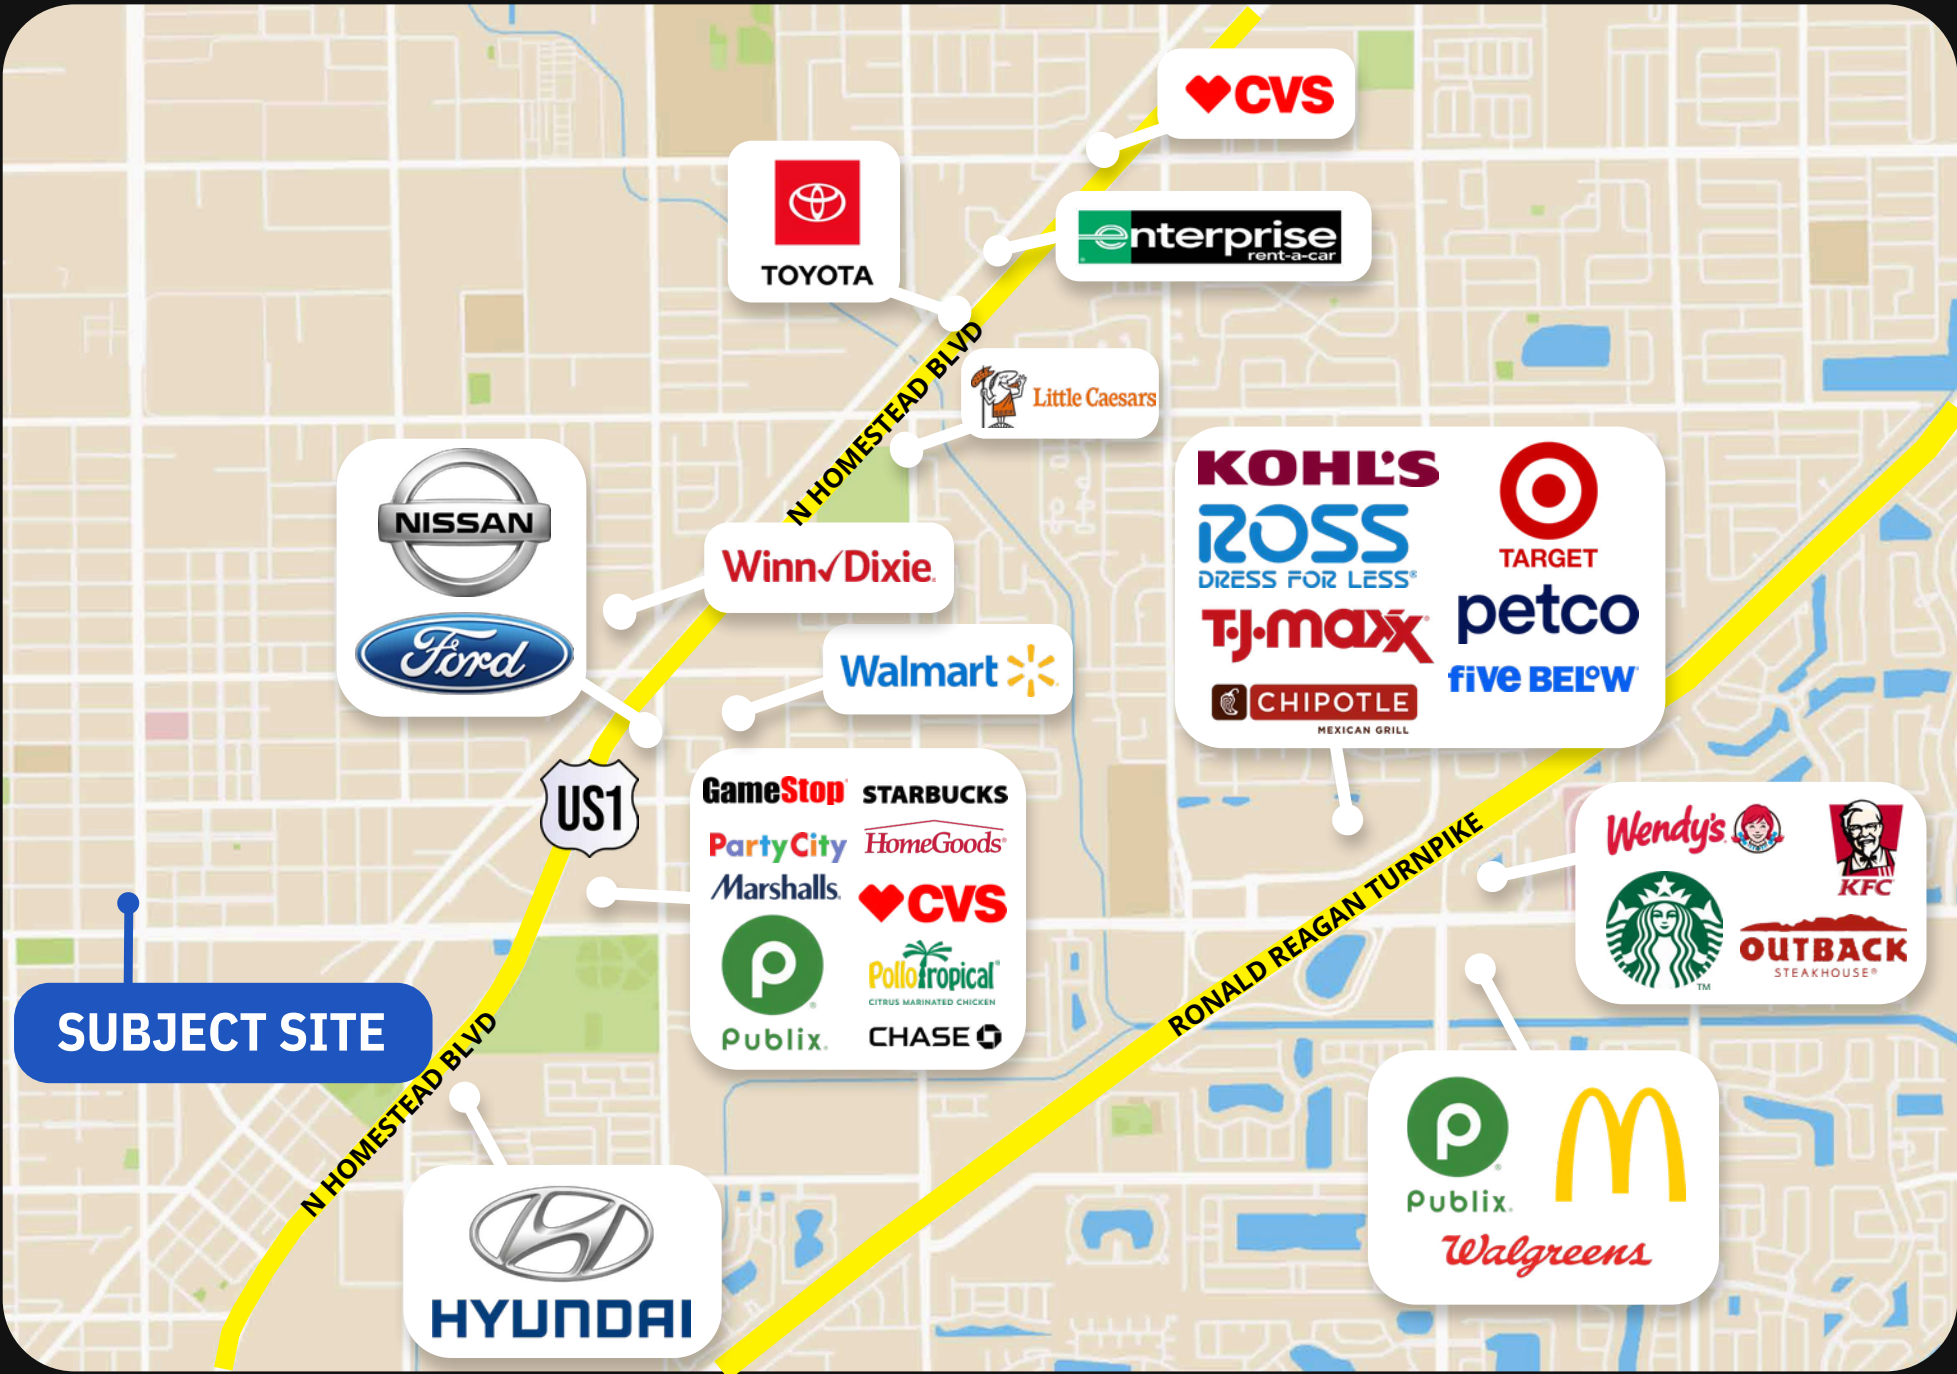 CVS
enterprise
rent-a-car
TOYOTA
N HOMESTEAD BLVD
Little Caesars
NISSAN
Ford
Winn Dixie
Walmart
KOHL'S
ROSS
DRESS FOR LESS
T.J.maxx
CHIPOTLE
MEXICAN GRILL
TARGET
petco
five BELOW
US1
GameStop
STARBUCKS
PartyCity
HomeGoods
Marshalls
CVS
Publix
Pollo Tropical
CITRUS MARINATED CHICKEN
CHASE
Wendy's
KFC
OUTBACK
STEAKHOUSE
TM
RONALD REAGAN TURNPIKE
SUBJECT SITE
N HOMESTEAD BLVD
HYUNDAI
Publix
Walgreens